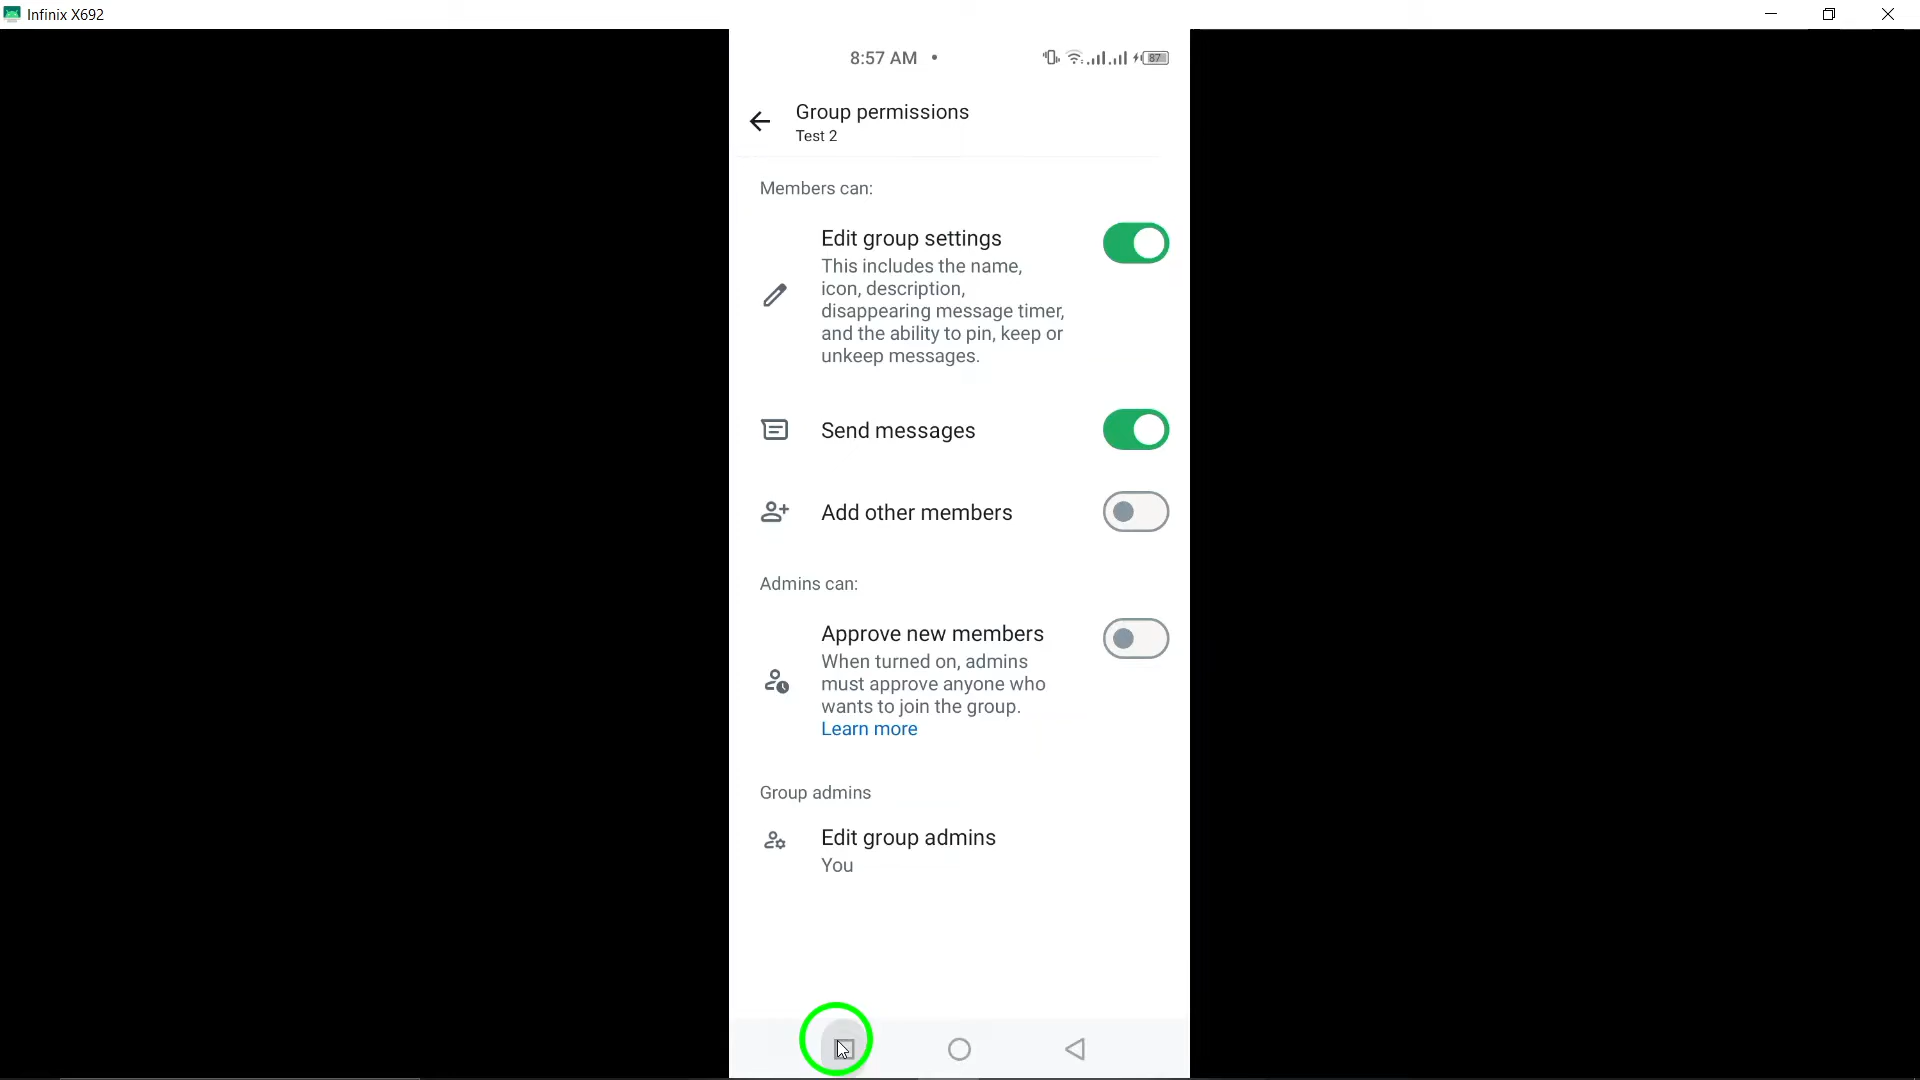 Infinix X692
8:57 AM
87
Group permissions
Test 2
Members can:
Edit group settings
This includes the name,
icon, description,
disappearing message timer,
and the ability to pin, keep or
unkeep messages.
Send messages
Add other members
Admins can:
Approve new members
When turned on, admins
must approve anyone who
wants to join the group.
Learn more
Group admins
Edit group admins
You